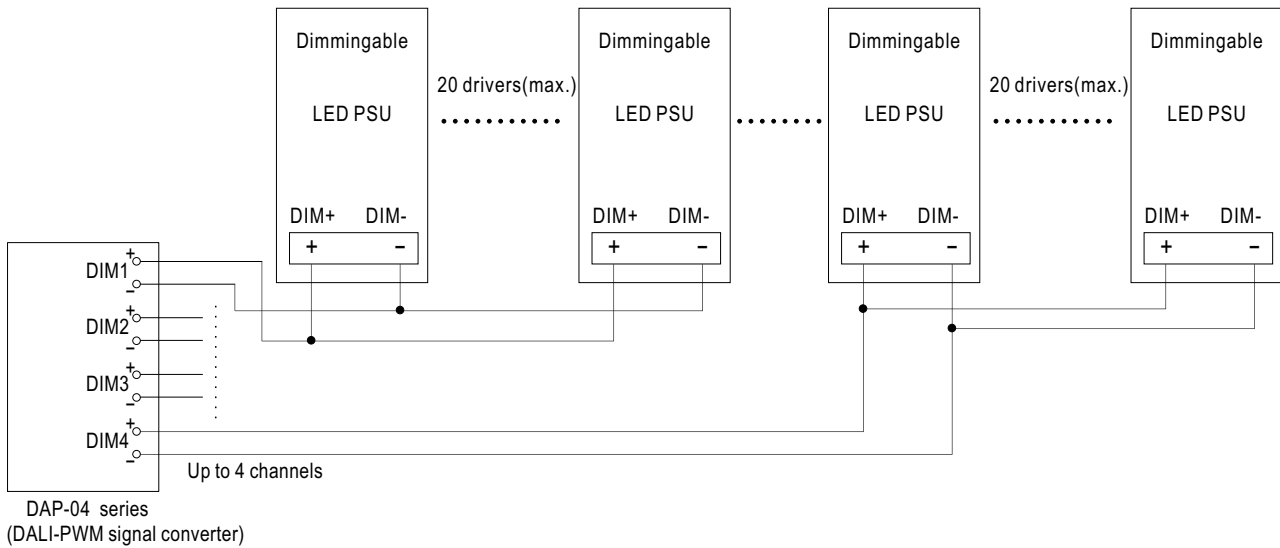 Dimmingable
LED PSU
DIM+ DIM-
+ −
20 drivers(max.)
Dimmingable
LED PSU
DIM+ DIM-
+ −
Dimmingable
LED PSU
DIM+ DIM-
+ −
20 drivers(max.)
Dimmingable
LED PSU
DIM+ DIM-
+ −
DIM1 + −
DIM2 + −
DIM3 + −
DIM4 + −
Up to 4 channels
DAP-04 series
(DALI-PWM signal converter)